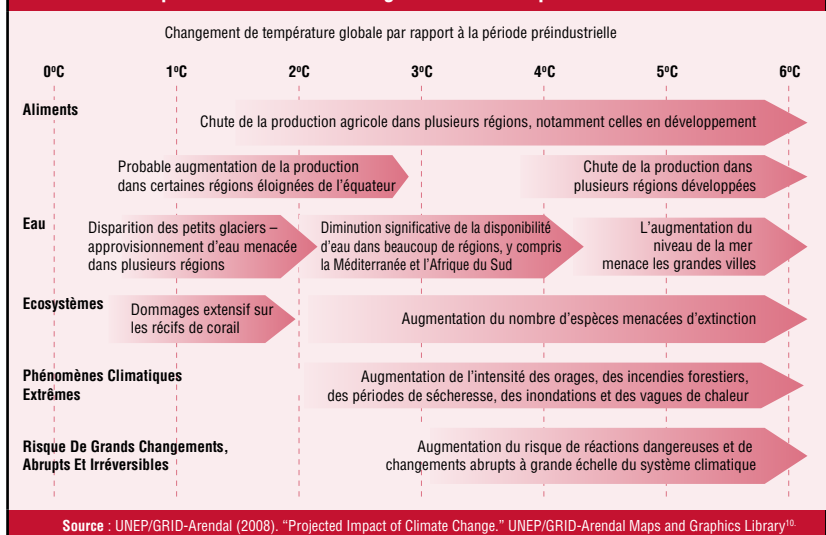 Changement de température globale par rapport à la période préindustrielle
0ºC 1ºC 2ºC 3ºC 4ºC 5ºC 6ºC
Aliments
Chute de la production agricole dans plusieurs régions, notamment celles en développement
Probable augmentation de la production
dans certaines régions éloignées de l’équateur
Chute de la production dans
plusieurs régions développées
Eau
Disparition des petits glaciers –
approvisionnement d’eau menacée
dans plusieurs régions
Diminution significative de la disponibilité
d’eau dans beaucoup de régions, y compris
la Méditerranée et l’Afrique du Sud
L’augmentation du
niveau de la mer
menace les grandes villes
Ecosystèmes
Dommages extensif sur
les récifs de corail
Augmentation du nombre d’espèces menacées d’extinction
Phénomènes Climatiques
Extrêmes
Augmentation de l’intensité des orages, des incendies forestiers,
des périodes de sécheresse, des inondations et des vagues de chaleur
Risque De Grands Changements,
Abrupts Et Irréversibles
Augmentation du risque de réactions dangereuses et de
changements abrupts à grande échelle du système climatique
Source : UNEP/GRID-Arendal (2008). “Projected Impact of Climate Change.” UNEP/GRID-Arendal Maps and Graphics Library10.